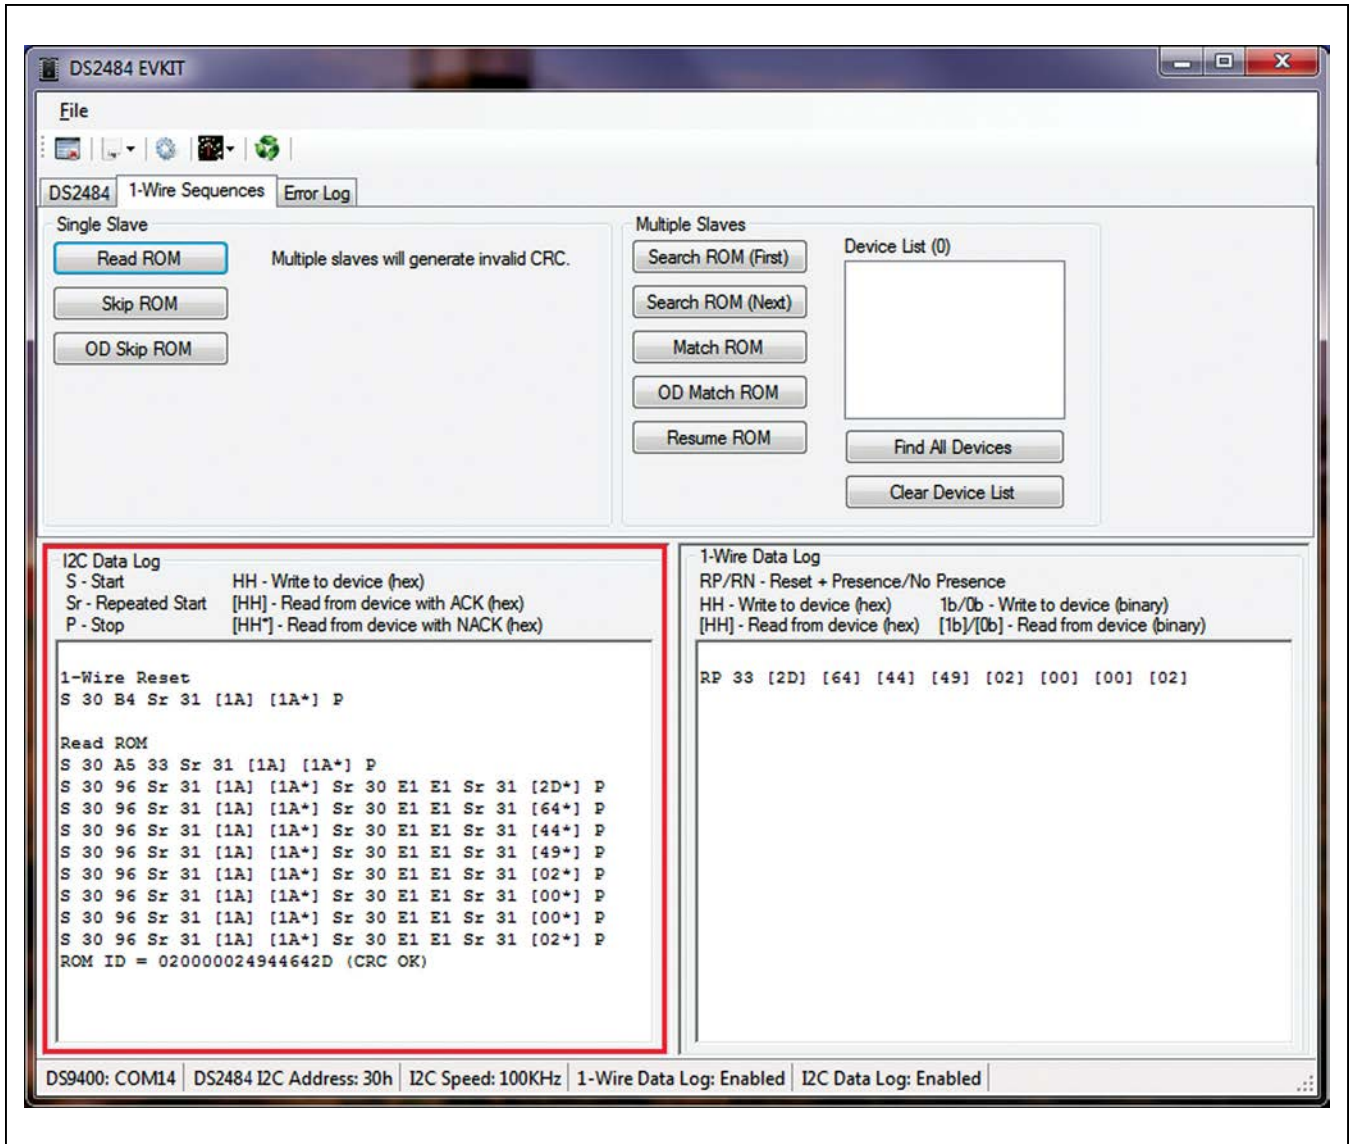 DS2484 EVKIT
File
DS2484 1-Wire Sequences Error Log
Single Slave
Read ROM Multiple slaves will generate invalid CRC.
Skip ROM
OD Skip ROM
Multiple Slaves
Search ROM (First)
Search ROM (Next)
Match ROM
OD Match ROM
Resume ROM
Device List (0)
Find All Devices
Clear Device List
I2C Data Log
S - Start HH - Write to device (hex)
Sr - Repeated Start [HH] - Read from device with ACK (hex)
P - Stop [HH*] - Read from device with NACK (hex)
1-Wire Reset
S 30 B4 Sr 31 [1A] [1A*] P
Read ROM
S 30 A5 33 Sr 31 [1A] [1A*] P
S 30 96 Sr 31 [1A] [1A*] Sr 30 E1 E1 Sr 31 [2D*] P
S 30 96 Sr 31 [1A] [1A*] Sr 30 E1 E1 Sr 31 [64*] P
S 30 96 Sr 31 [1A] [1A*] Sr 30 E1 E1 Sr 31 [44*] P
S 30 96 Sr 31 [1A] [1A*] Sr 30 E1 E1 Sr 31 [49*] P
S 30 96 Sr 31 [1A] [1A*] Sr 30 E1 E1 Sr 31 [02*] P
S 30 96 Sr 31 [1A] [1A*] Sr 30 E1 E1 Sr 31 [00*] P
S 30 96 Sr 31 [1A] [1A*] Sr 30 E1 E1 Sr 31 [00*] P
S 30 96 Sr 31 [1A] [1A*] Sr 30 E1 E1 Sr 31 [02*] P
ROM ID = 020000024944642D (CRC OK)
1-Wire Data Log
RP/RN - Reset + Presence/No Presence
HH - Write to device (hex) 1b/0b - Write to device (binary)
[HH] - Read from device (hex) [1b]/[0b] - Read from device (binary)
RP 33 [2D] [64] [44] [49] [02] [00] [00] [02]
DS9400: COM14 DS2484 I2C Address: 30h I2C Speed: 100KHz 1-Wire Data Log: Enabled I2C Data Log: Enabled